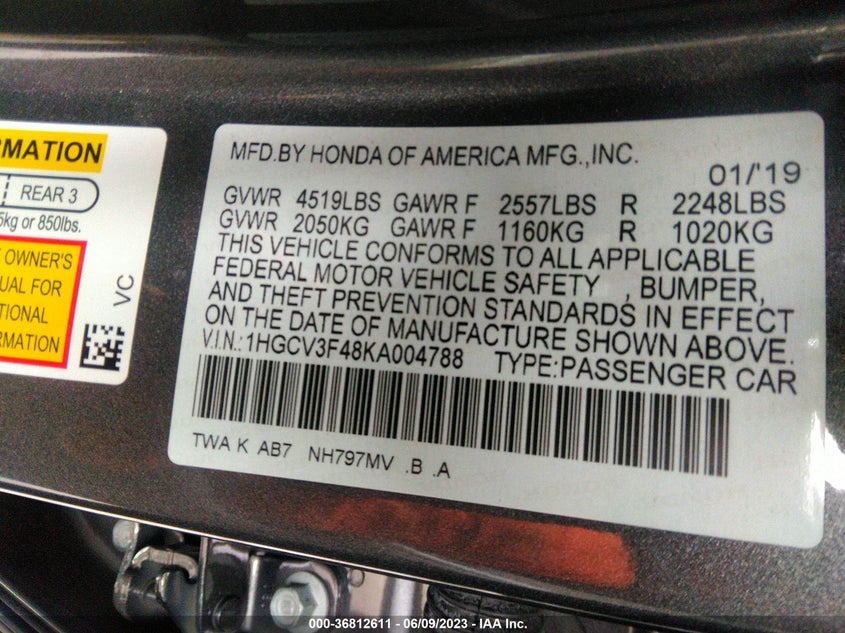 RMATION
REAR 3
5kg or 850lbs.
OWNER'S
UAL FOR
TIONAL
ORMATION
VC
MFD.BY HONDA OF AMERICA MFG.,INC.
01/'19
GVWR 4519LBS GAWR F 2557LBS R 2248LBS
GVWR 2050KG GAWR F 1160KG R 1020KG
THIS VEHICLE CONFORMS TO ALL APPLICABLE
FEDERAL MOTOR VEHICLE SAFETY , BUMPER,
AND THEFT PREVENTION STANDARDS IN EFFECT
ON THE DATE OF MANUFACTURE SHOWN ABOVE.
V.I.N.:1HGCV3F48KA004788 TYPE:PASSENGER CAR
TWA K AB7 NH797MV .B .A
000-36812611 - 06/09/2023 - IAA Inc.